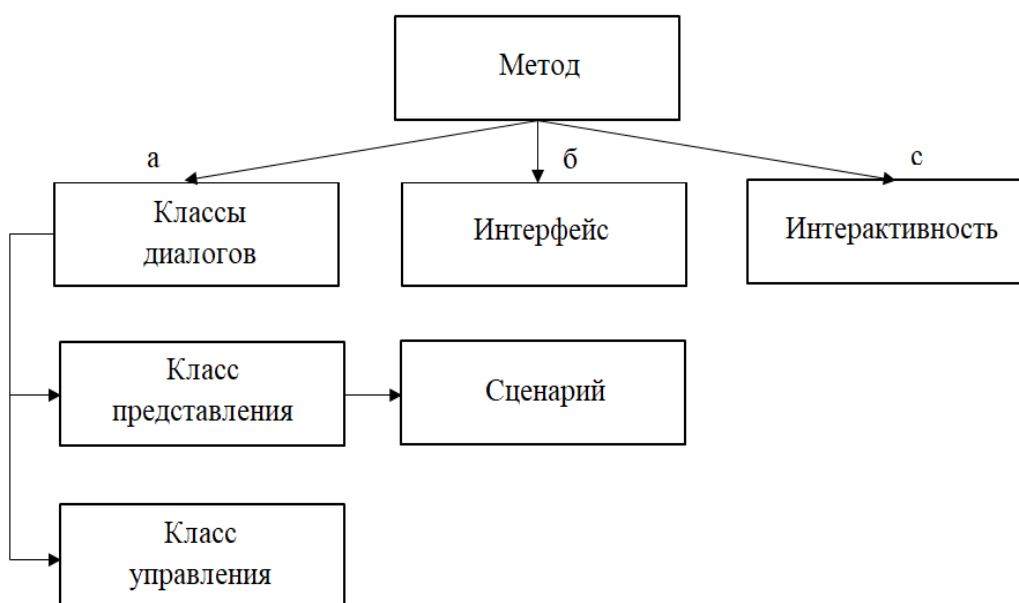 Метод
а
б
с
Классы
диалогов
Интерфейс
Интерактивность
Класс
представления
Сценарий
Класс
управления